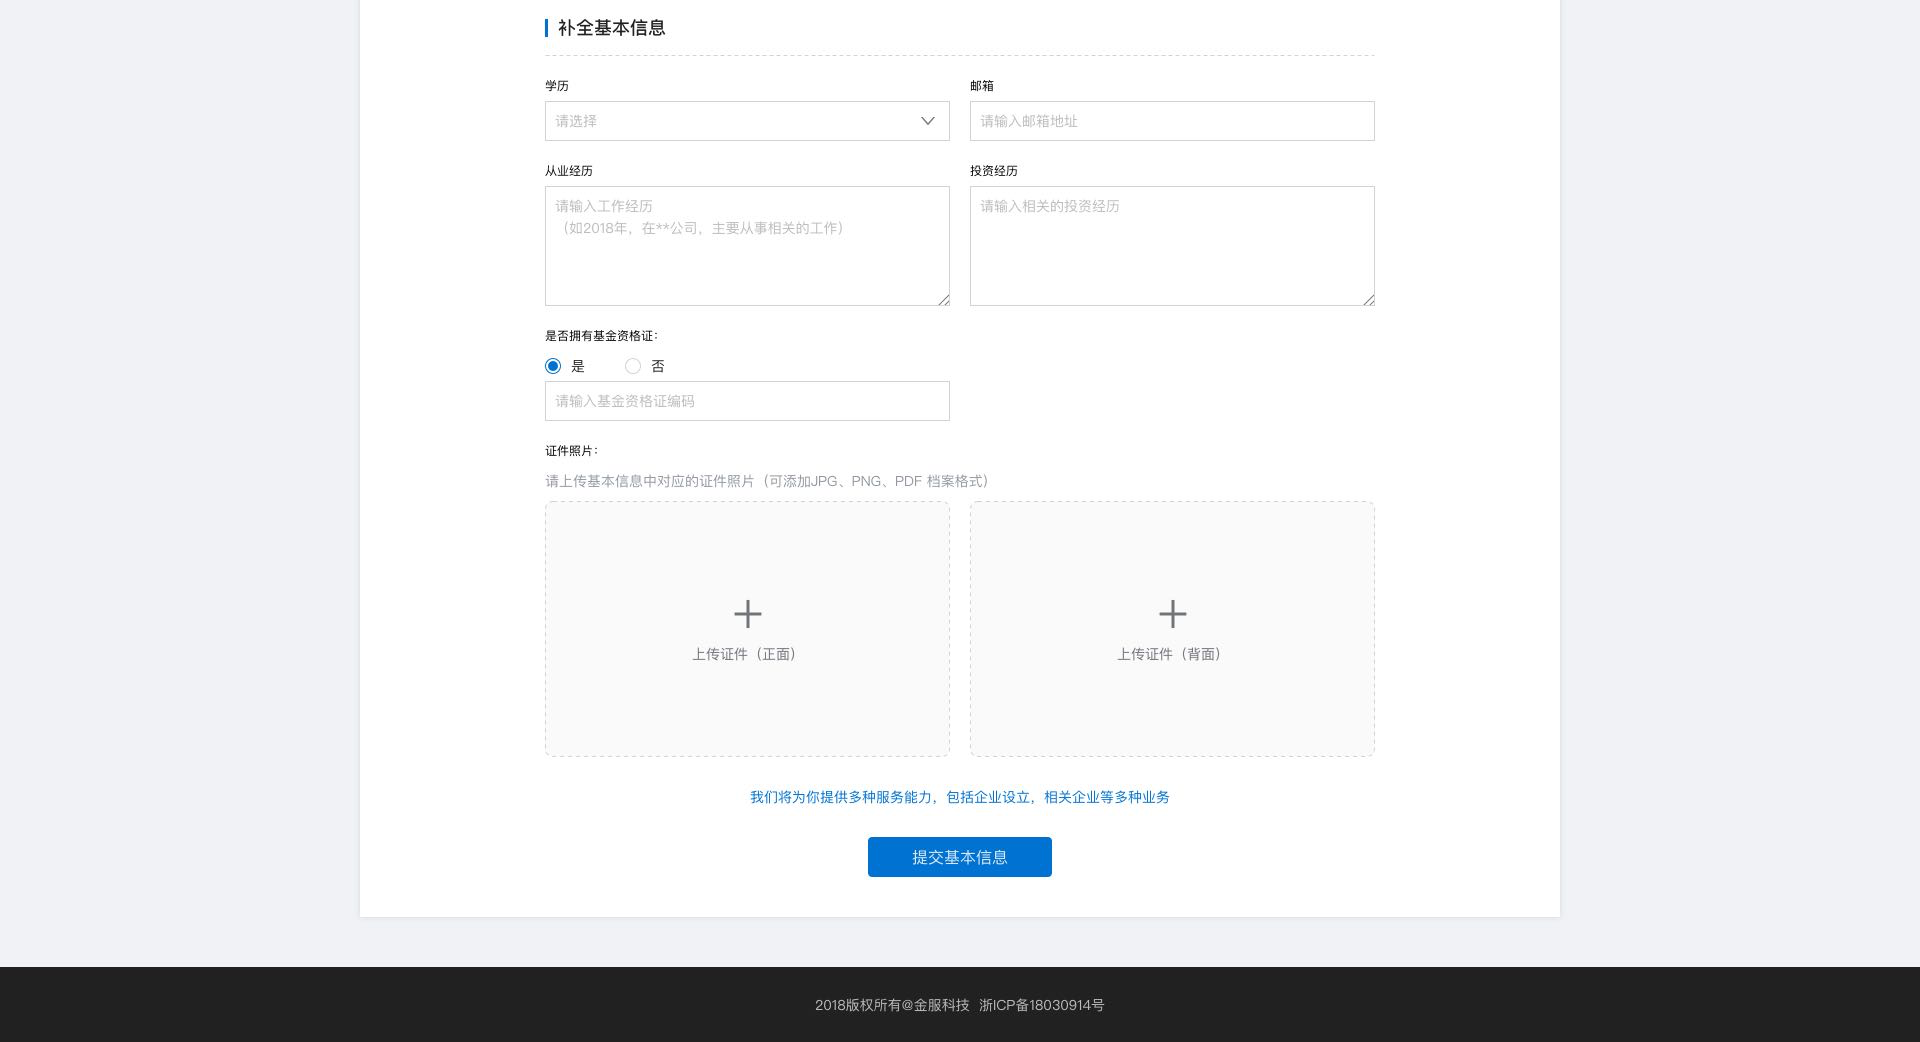 补全基本信息
学历
邮箱
请选择
请输入邮箱地址
从业经历
投资经历
请输入工作经历
（如2018年，在**公司，主要从事相关的工作）
请输入相关的投资经历
是否拥有基金资格证：
是 否
请输入基金资格证编码
证件照片：
请上传基本信息中对应的证件照片（可添加JPG、PNG、PDF 档案格式）
上传证件（正面）
上传证件（背面）
我们将为你提供多种服务能力，包括企业设立，相关企业等多种业务
提交基本信息
2018版权所有@金服科技 浙ICP备18030914号